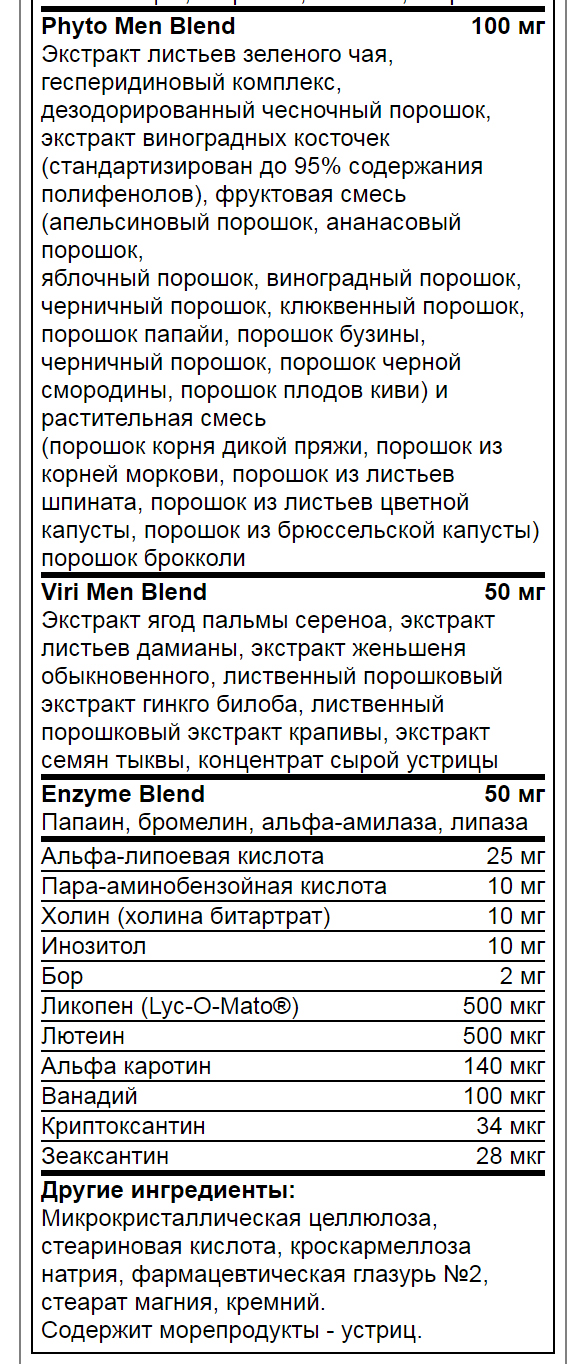 Phyto Men Blend 100 мг
Экстракт листьев зеленого чая,
гесперидиновый комплекс,
дезодорированный чесночный порошок,
экстракт виноградных косточек
(стандартизирован до 95% содержания
полифенолов), фруктовая смесь
(апельсиновый порошок, ананасовый
порошок,
яблочный порошок, виноградный порошок,
черничный порошок, клюквенный порошок,
порошок папайи, порошок бузины,
черничный порошок, порошок черной
смородины, порошок плодов киви) и
растительная смесь
(порошок корня дикой пряжи, порошок из
корней моркови, порошок из листьев
шпината, порошок из листьев цветной
капусты, порошок из брюссельской капусты)
порошок брокколи
Viri Men Blend 50 мг
Экстракт ягод пальмы сереноа, экстракт
листьев дамианы, экстракт женьшеня
обыкновенного, лиственный порошковый
экстракт гинкго билоба, лиственный
порошковый экстракт крапивы, экстракт
семян тыквы, концентрат сырой устрицы
Enzyme Blend 50 мг
Папаин, бромелин, альфа-амилаза, липаза
Альфа-липоевая кислота 25 мг
Пара-аминобензойная кислота 10 мг
Холин (холина битартрат) 10 мг
Инозитол 10 мг
Бор 2 мг
Ликопен (Lyc-O-Mato®) 500 мкг
Лютеин 500 мкг
Альфа каротин 140 мкг
Ванадий 100 мкг
Криптоксантин 34 мкг
Зеаксантин 28 мкг
Другие ингредиенты:
Микрокристаллическая целлюлоза,
стеариновая кислота, кроскармеллоза
натрия, фармацевтическая глазурь №2,
стеарат магния, кремний.
Содержит морепродукты - устриц.